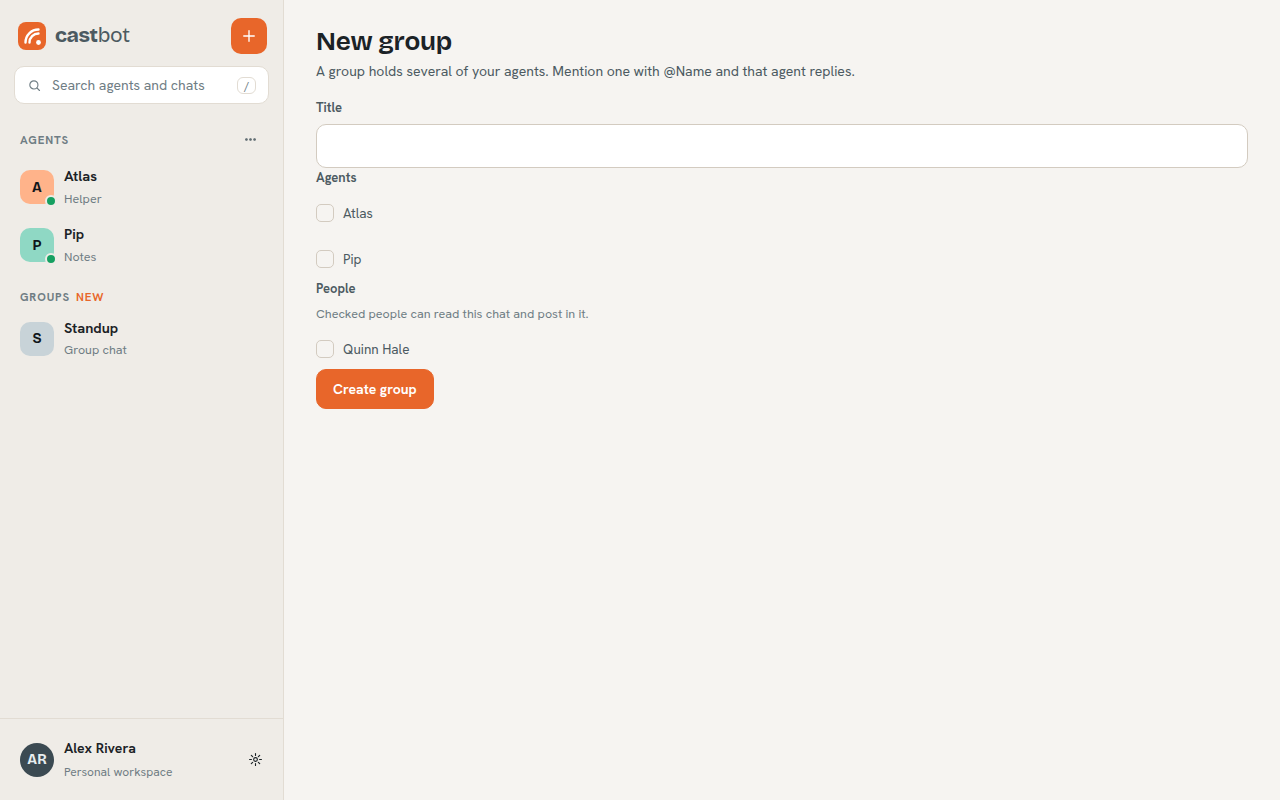 castbot
Search agents and chats /
AGENTS
A Atlas
Helper
P Pip
Notes
GROUPS NEW
S Standup
Group chat
AR Alex Rivera
Personal workspace
New group
A group holds several of your agents. Mention one with @Name and that agent replies.
Title
Agents
Atlas
Pip
People
Checked people can read this chat and post in it.
Quinn Hale
Create group